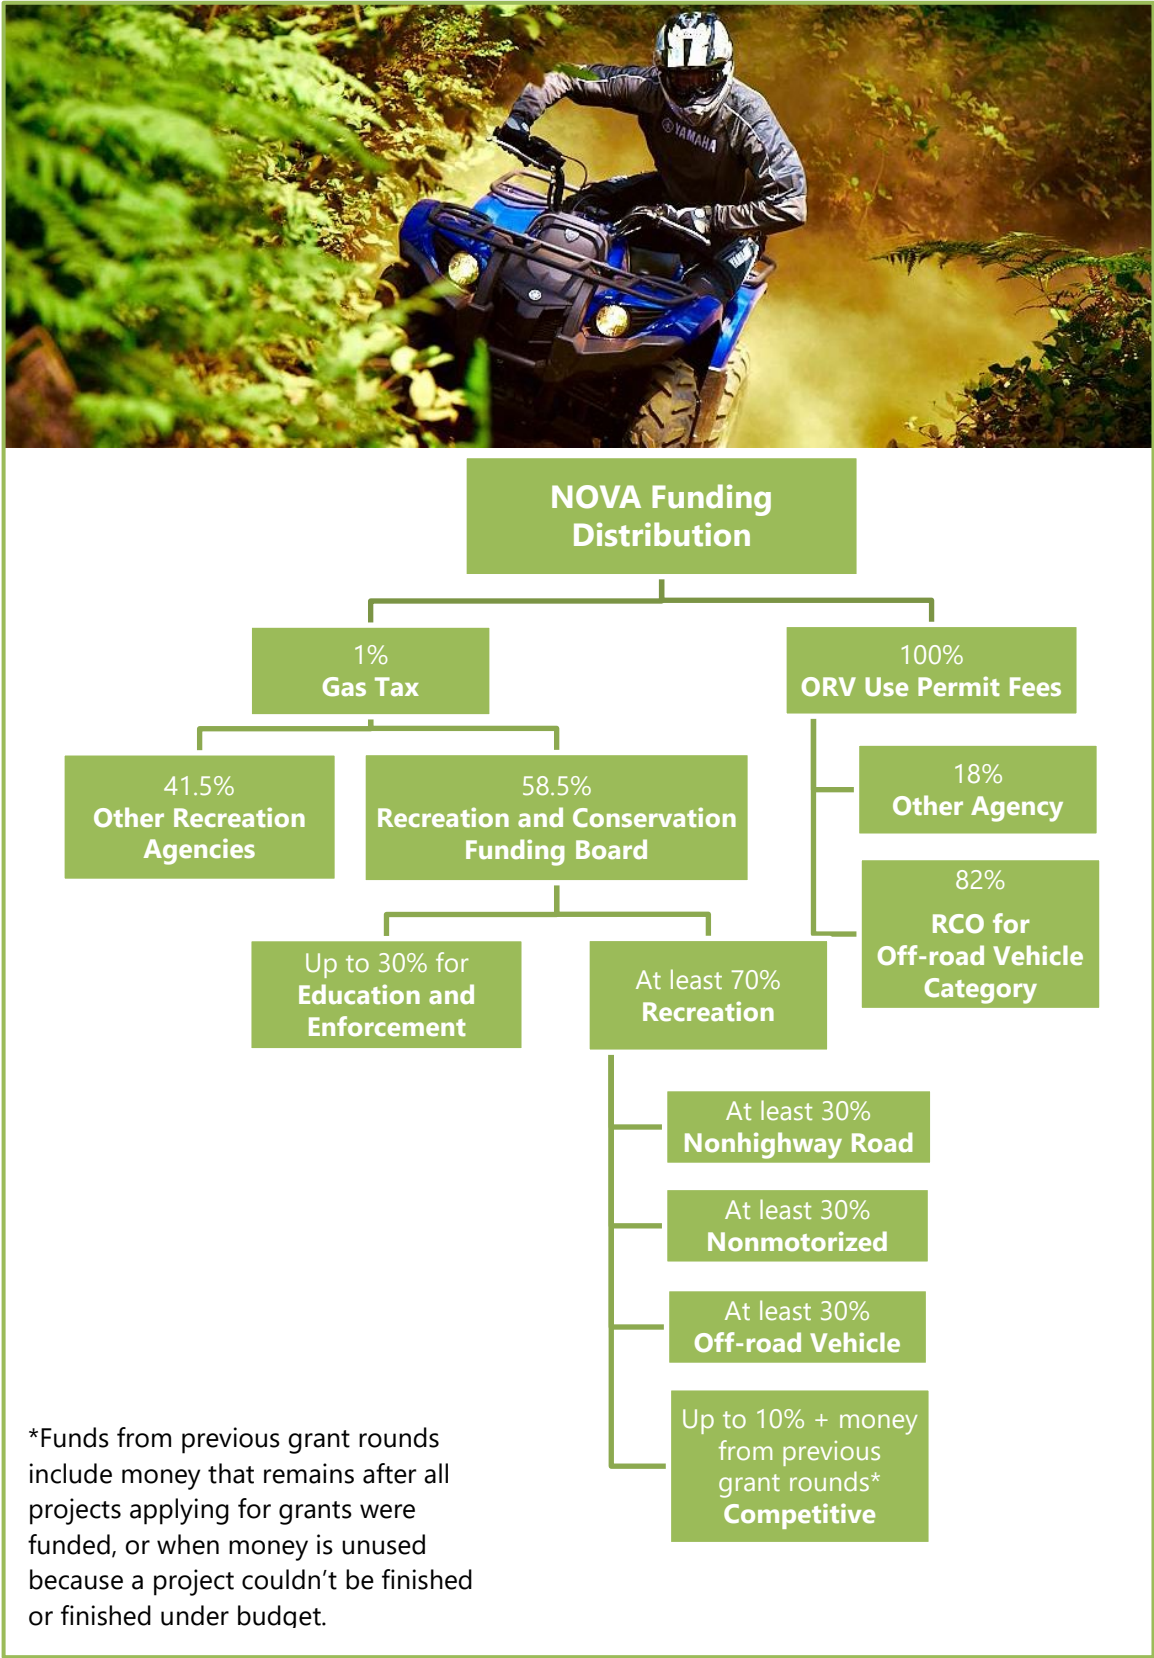 YAMAHA
YAMAHA
NOVA Funding
Distribution
1%
Gas Tax
100%
ORV Use Permit Fees
41.5%
Other Recreation
Agencies
58.5%
Recreation and Conservation
Funding Board
18%
Other Agency
82%
RCO for
Off-road Vehicle
Category
Up to 30% for
Education and
Enforcement
At least 70%
Recreation
At least 30%
Nonhighway Road
At least 30%
Nonmotorized
At least 30%
Off-road Vehicle
Up to 10% + money
from previous
grant rounds*
Competitive
*Funds from previous grant rounds
include money that remains after all
projects applying for grants were
funded, or when money is unused
because a project couldn't be finished
or finished under budget.